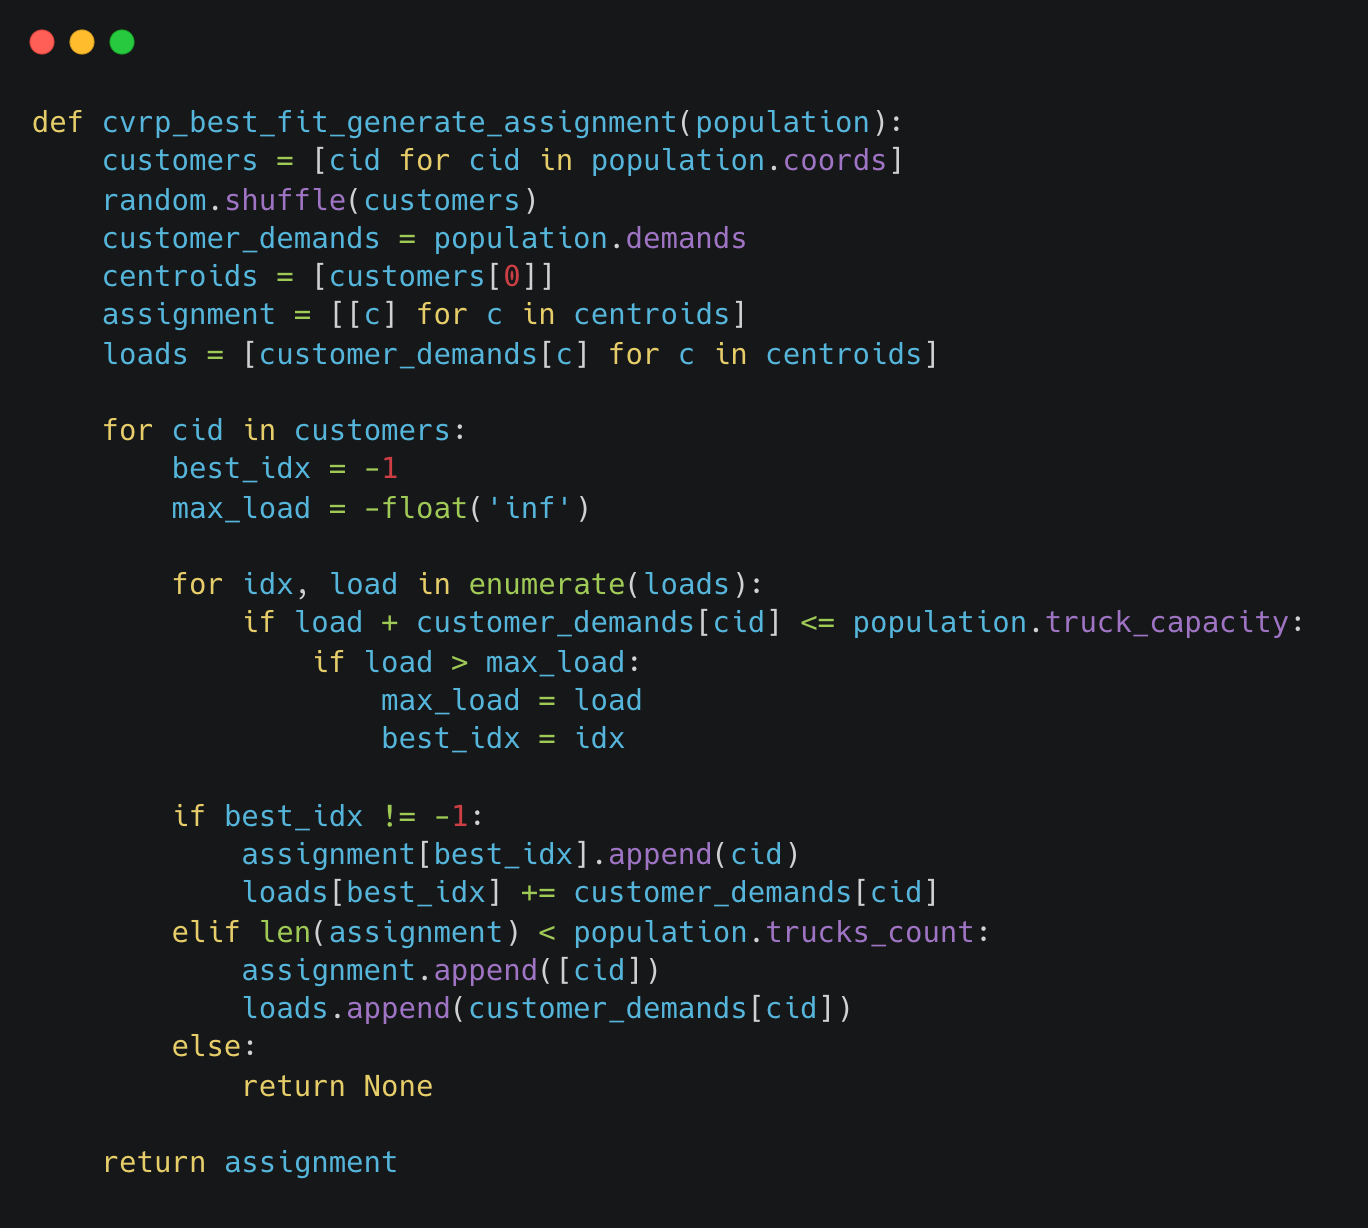 def cvrp_best_fit_generate_assignment(population):
    customers = [cid for cid in population.coords]
    random.shuffle(customers)
    customer_demands = population.demands
    centroids = [customers[0]]
    assignment = [[c] for c in centroids]
    loads = [customer_demands[c] for c in centroids]

    for cid in customers:
        best_idx = -1
        max_load = -float('inf')

        for idx, load in enumerate(loads):
            if load + customer_demands[cid] <= population.truck_capacity:
                if load > max_load:
                    max_load = load
                    best_idx = idx

        if best_idx != -1:
            assignment[best_idx].append(cid)
            loads[best_idx] += customer_demands[cid]
        elif len(assignment) < population.trucks_count:
            assignment.append([cid])
            loads.append(customer_demands[cid])
        else:
            return None

    return assignment